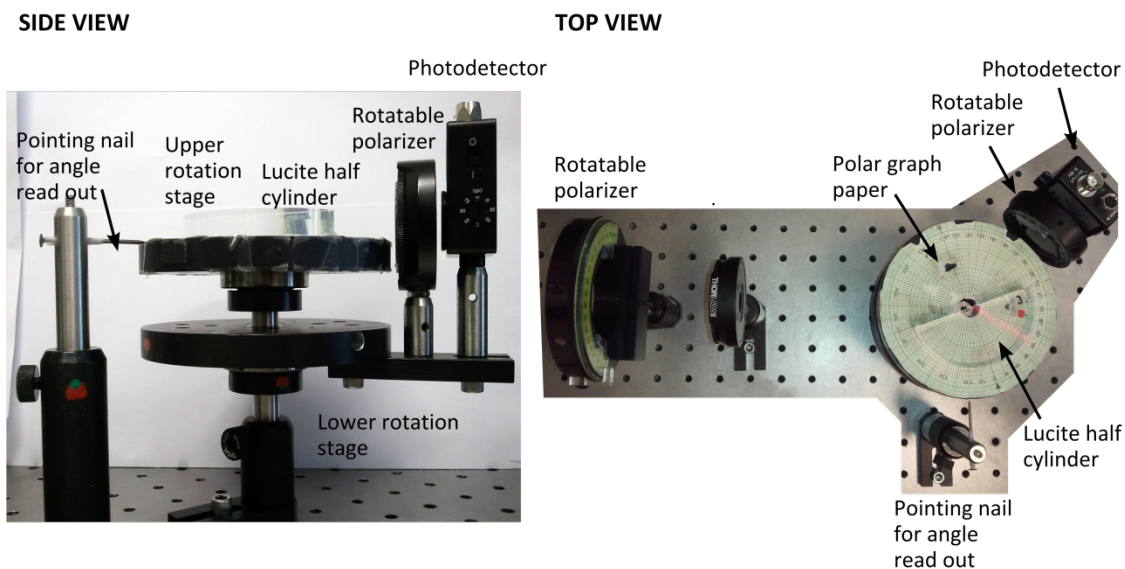 SIDE VIEW
TOP VIEW
Photodetector
Pointing nail
for angle
read out
Upper
rotation
stage
Lucite half
cylinder
Rotatable
polarizer
Lower rotation
stage
Rotatable
polarizer
Photodetector
Rotatable
polarizer
Polar graph
paper
Lucite half
cylinder
Pointing nail
for angle
read out